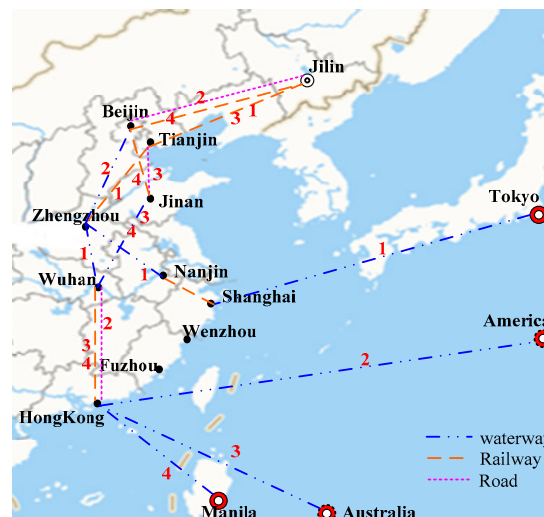 Jilin
2
4
3
1
Beijin
Tianjin
2
1
4
3
Jinan
3
4
Zhengzhou
Tokyo
1
1
Nanjin
1
Wuhan
Shanghai
2
America
Wenzhou
3
4
Fuzhou
2
HongKong
3
4
waterway
Railway
Road
Manila
Australia